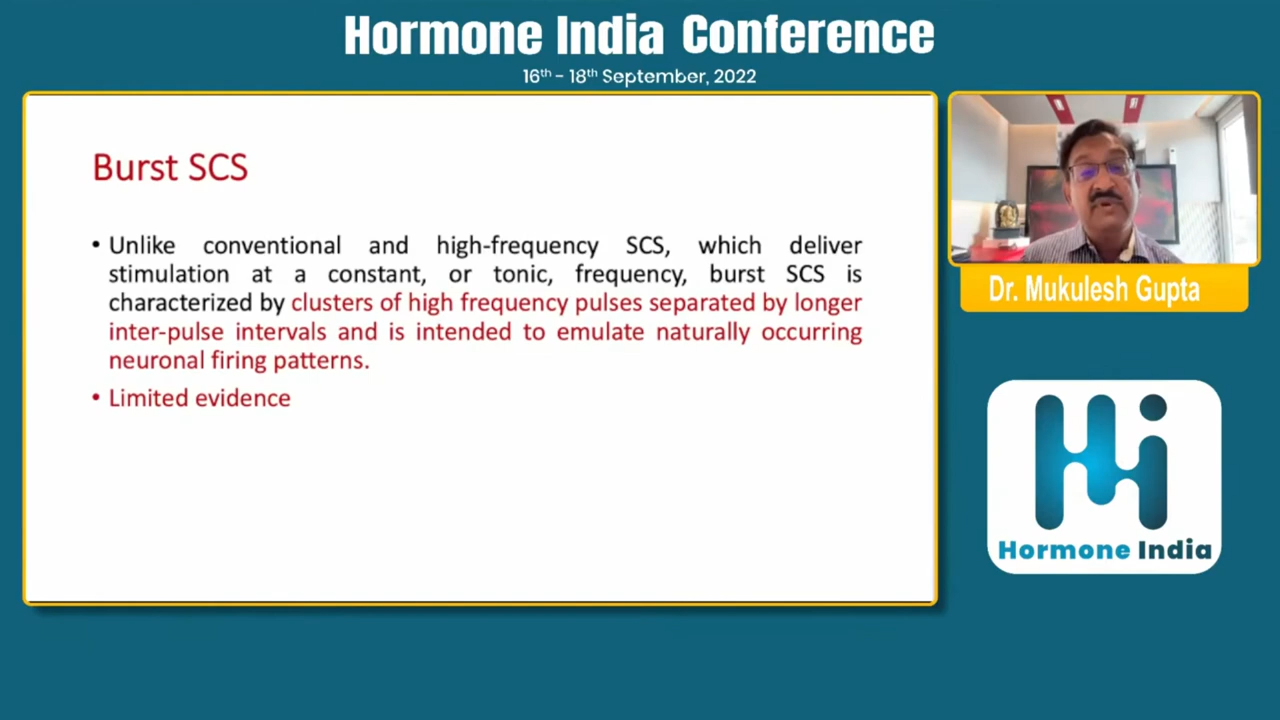 Hormone India Conference
16th - 18th September, 2022
Burst SCS
• Unlike conventional and high-frequency SCS, which deliver
stimulation at a constant, or tonic, frequency, burst SCS is
characterized by clusters of high frequency pulses separated by longer
inter-pulse intervals and is intended to emulate naturally occurring
neuronal firing patterns.
• Limited evidence
Dr. Mukulesh Gupta
Hi
Hormone India